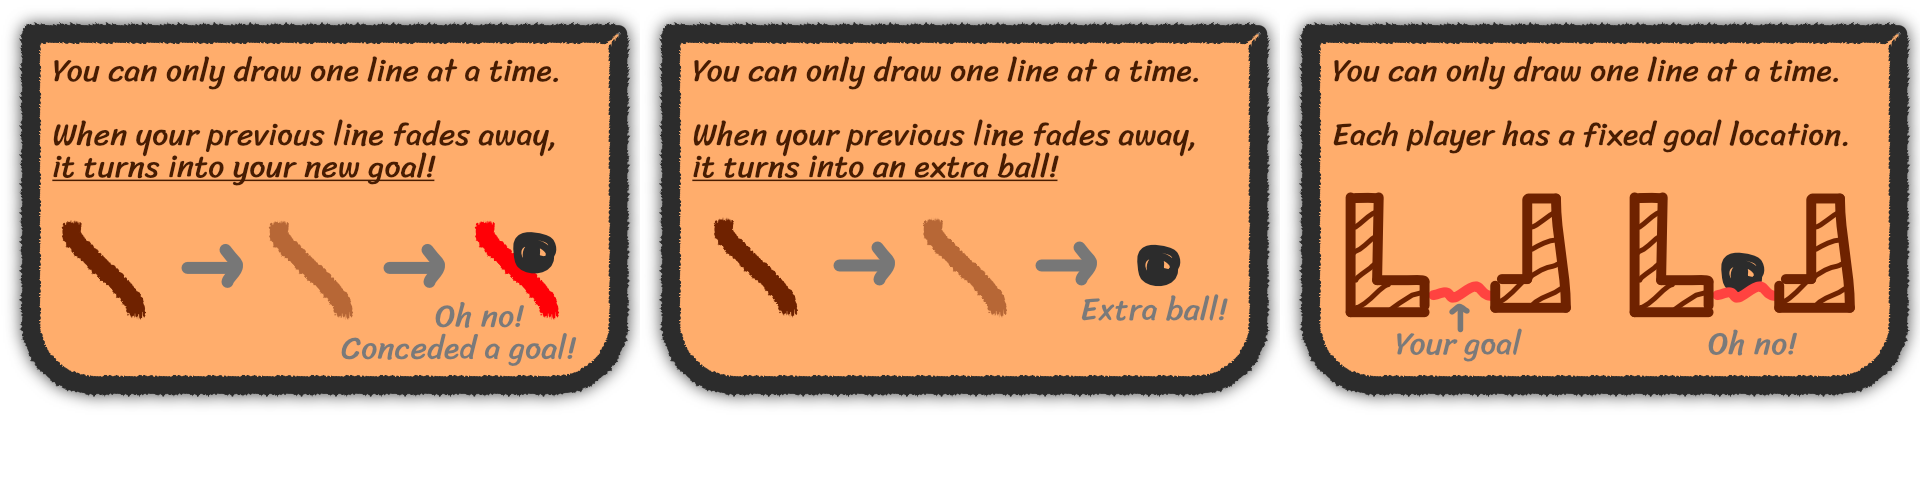 You can only draw one line at a time.
When your previous line fades away,
it turns into your new goal!
Oh no!
Conceded a goal!
You can only draw one line at a time.
When your previous line fades away,
it turns into an extra ball!
Extra ball!
You can only draw one line at a time.
Each player has a fixed goal location.
Your goal
Oh no!